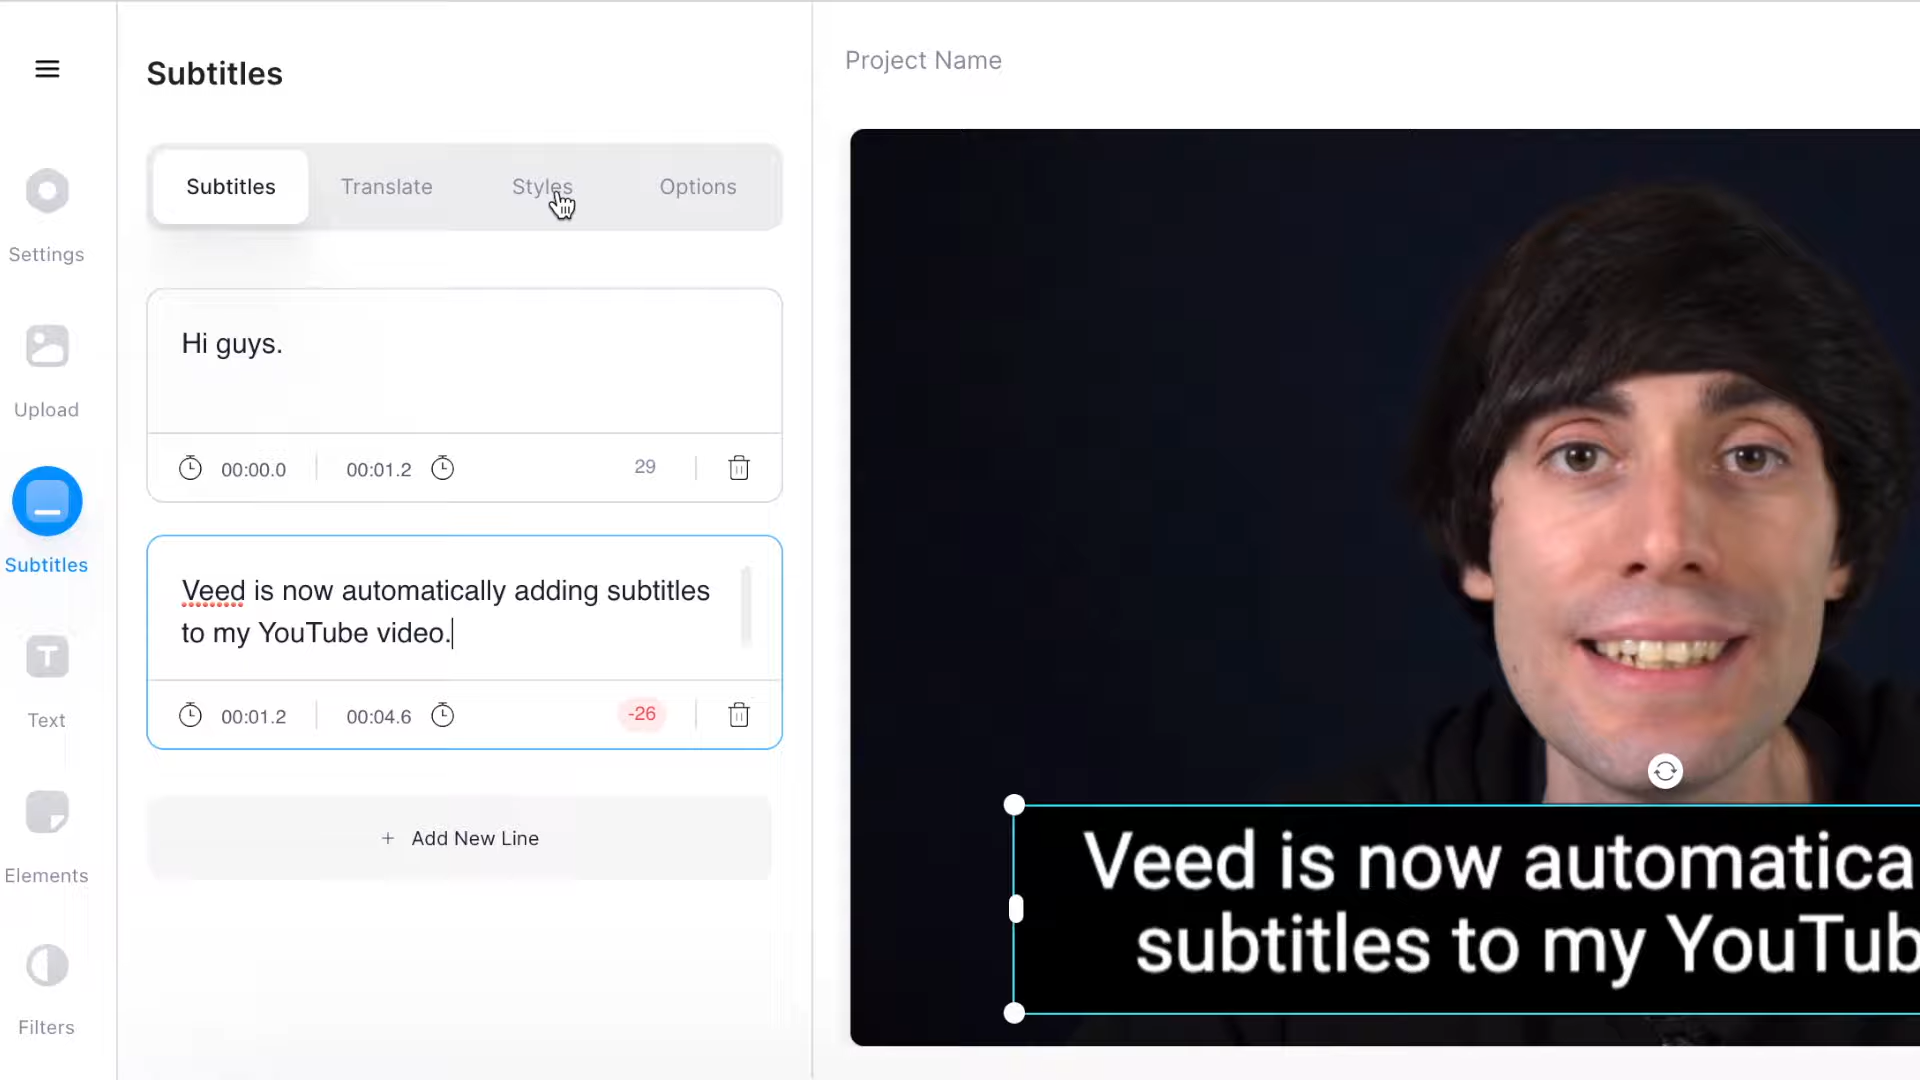 Subtitles
Project Name
Subtitles
Translate
Styles
Options
Settings
Upload
Subtitles
Text
Elements
Filters
Hi guys.
00:00.0
00:01.2
29
Veed is now automatically adding subtitles
to my YouTube video.
00:01.2
00:04.6
-26
+ Add New Line
T
Veed is now automatica
subtitles to my YouTub